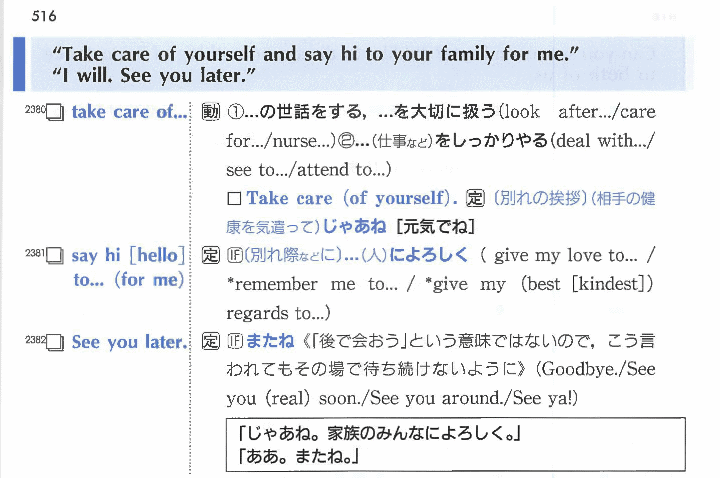 516
"Take care of yourself and say hi to your family for me."
"I will. See you later."
2380 take care of... 動 ①...の世話をする，...を大切に扱う(look after.../care
for.../nurse...)②...(仕事など)をしっかりやる(deal with.../
see to.../attend to...)
□ Take care (of yourself). 定 (別れの挨拶)(相手の健
康を気遣って)じゃあね [元気でね]
2381 say hi [hello] 定 IF(別れ際などに)...(人)によろしく ( give my love to... /
to... (for me) *remember me to... / *give my (best [kindest])
regards to...)
2382 See you later. 定 IFまたね《「後で会おう」という意味ではないので，こう言
われてもその場で待ち続けないように》(Goodbye./See
you (real) soon./See you around./See ya!)
「じゃあね。家族のみんなによろしく。」
「ああ。またね。」